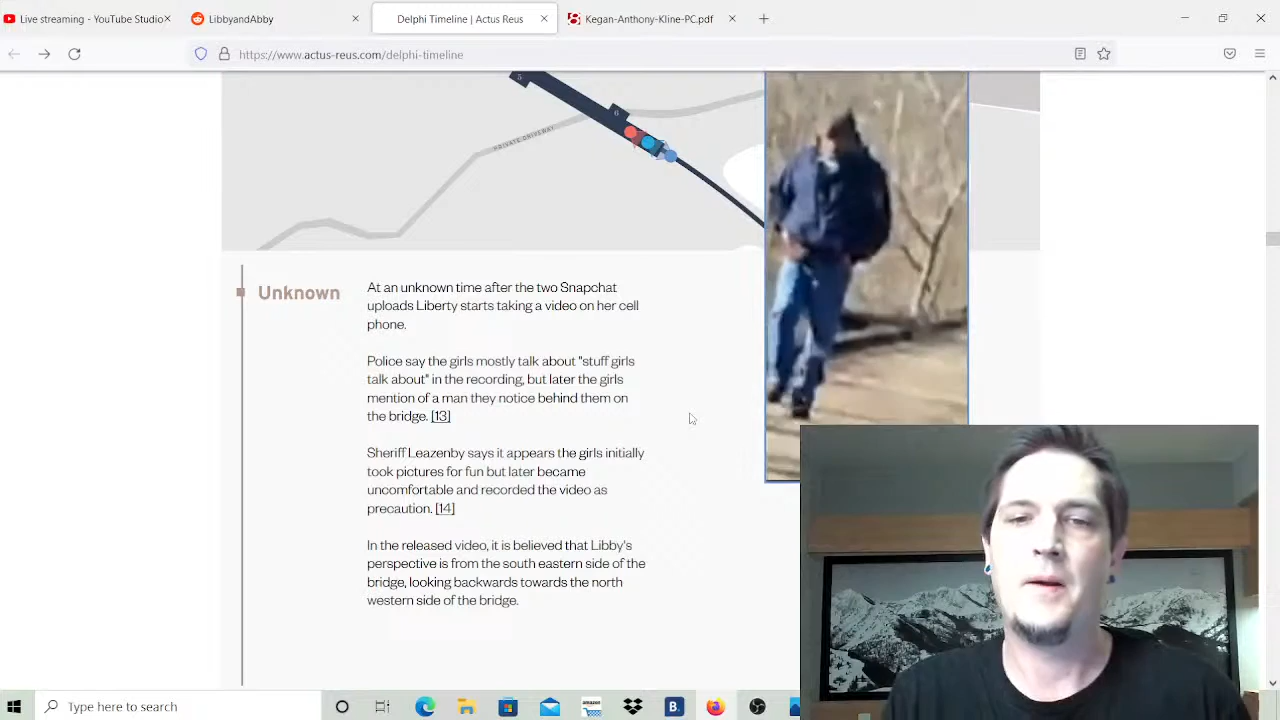 Live streaming - YouTube Studio
LibbyandAbby
Delphi Timeline | Actus Reus
Kegan-Anthony-Kline-PC.pdf
https://www.actus-reus.com/delphi-timeline
5
6
PRIVATE DRIVEWAY
Unknown
At an unknown time after the two Snapchat
uploads Liberty starts taking a video on her cell
phone.
Police say the girls mostly talk about "stuff girls
talk about" in the recording, but later the girls
mention of a man they notice behind them on
the bridge. [13]
Sheriff Leazenby says it appears the girls initially
took pictures for fun but later became
uncomfortable and recorded the video as
precaution. [14]
In the released video, it is believed that Libby's
perspective is from the south eastern side of the
bridge, looking backwards towards the north
western side of the bridge.
Type here to search
amazon
B